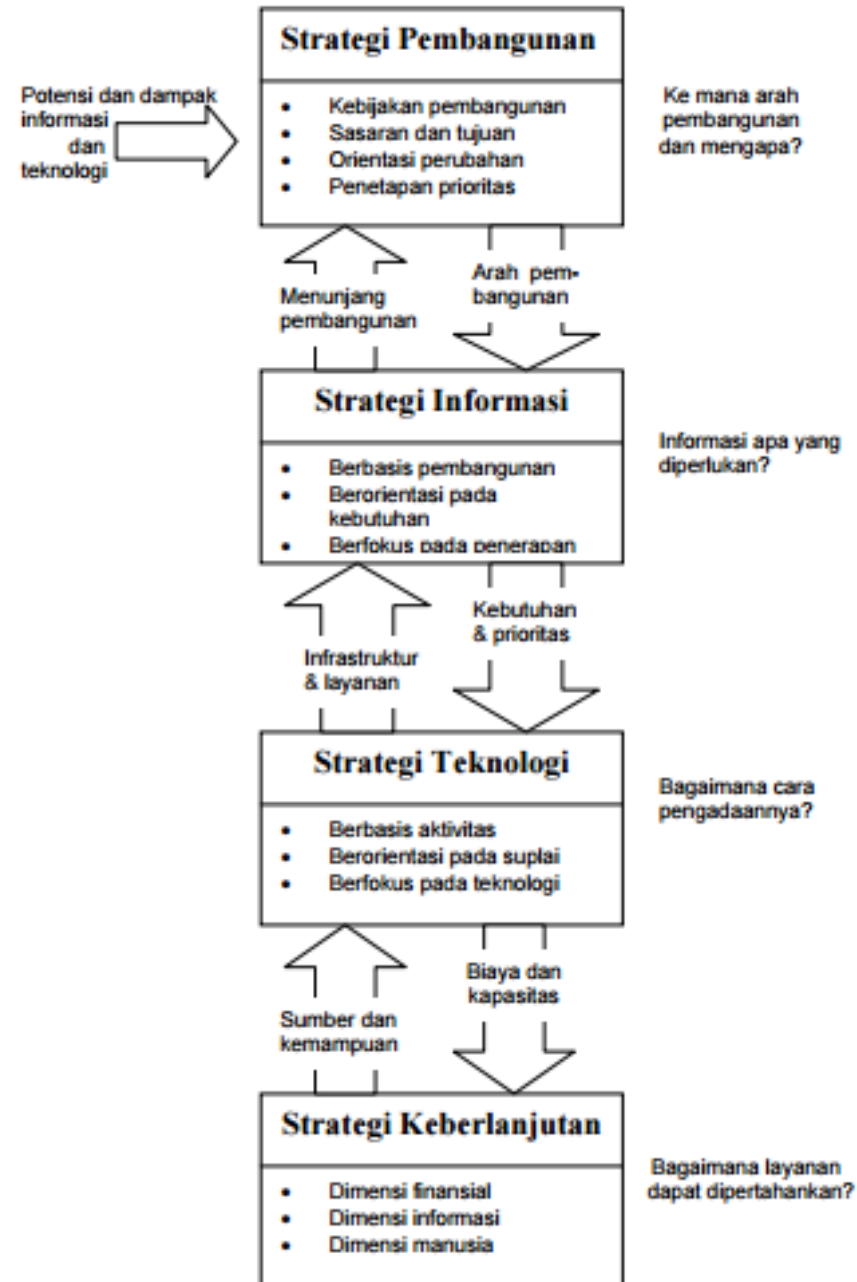 Strategi Pembangunan
Potensi dan dampak
informasi
dan
teknologi
• Kebijakan pembangunan
• Sasaran dan tujuan
• Orientasi perubahan
• Penetapan prioritas
Ke mana arah
pembangunan
dan mengapa?
Menunjang
pembangunan
Arah pem-
bangunan
Strategi Informasi
• Berbasis pembangunan
• Berorientasi pada
kebutuhan
• Berfokus pada penerapan
Informasi apa yang
diperlukan?
Infrastruktur
& layanan
Kebutuhan
& prioritas
Strategi Teknologi
• Berbasis aktivitas
• Berorientasi pada suplai
• Berfokus pada teknologi
Bagaimana cara
pengadaannya?
Sumber dan
kemampuan
Biaya dan
kapasitas
Strategi Keberlanjutan
• Dimensi finansial
• Dimensi informasi
• Dimensi manusia
Bagaimana layanan
dapat dipertahankan?